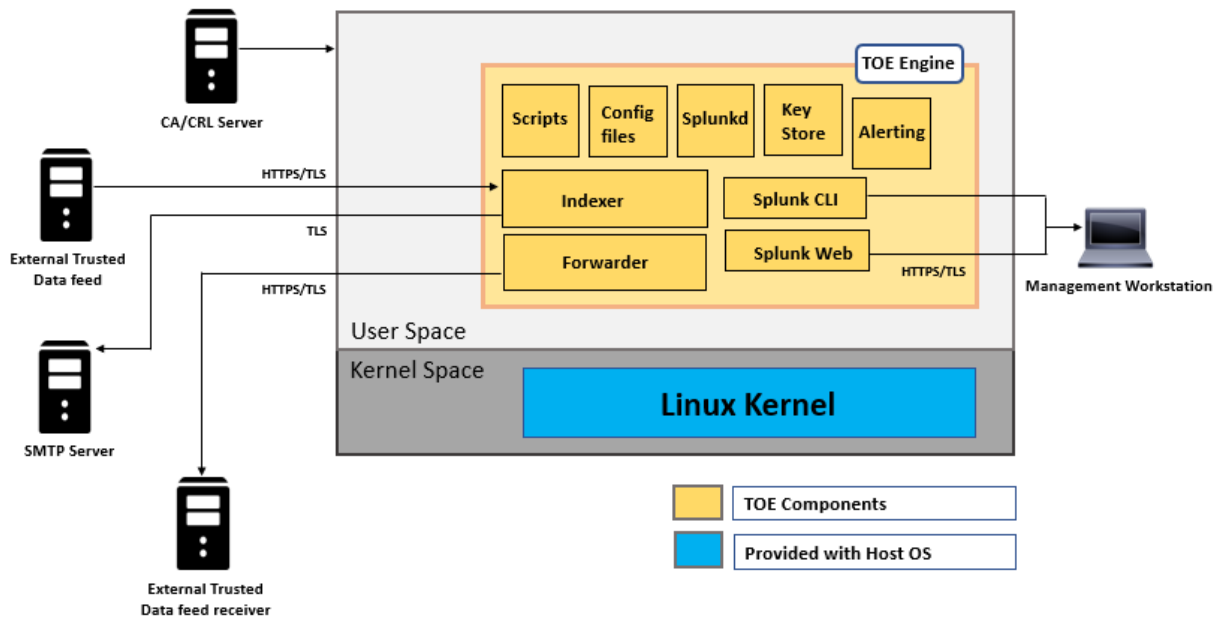 CA/CRL Server
TOE Engine
Scripts
Config
files
Splunkd
Key
Store
Alerting
HTTPS/TLS
Indexer
Splunk CLI
External Trusted
Data feed
TLS
Forwarder
Splunk Web
HTTPS/TLS
HTTPS/TLS
Management Workstation
User Space
Kernel Space
Linux Kernel
SMTP Server
TOE Components
Provided with Host OS
External Trusted
Data feed receiver